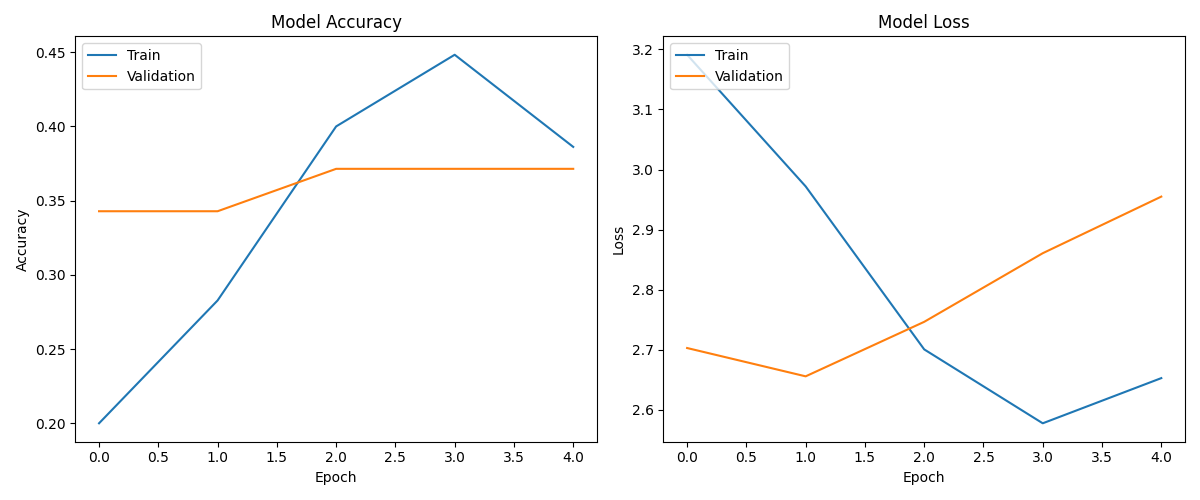 Model Accuracy
Train
Validation
0.45
0.40
0.35
0.30
0.25
0.20
Accuracy
0.0 0.5 1.0 1.5 2.0 2.5 3.0 3.5 4.0
Epoch
Model Loss
Train
Validation
3.2
3.1
3.0
2.9
2.8
2.7
2.6
Loss
0.0 0.5 1.0 1.5 2.0 2.5 3.0 3.5 4.0
Epoch